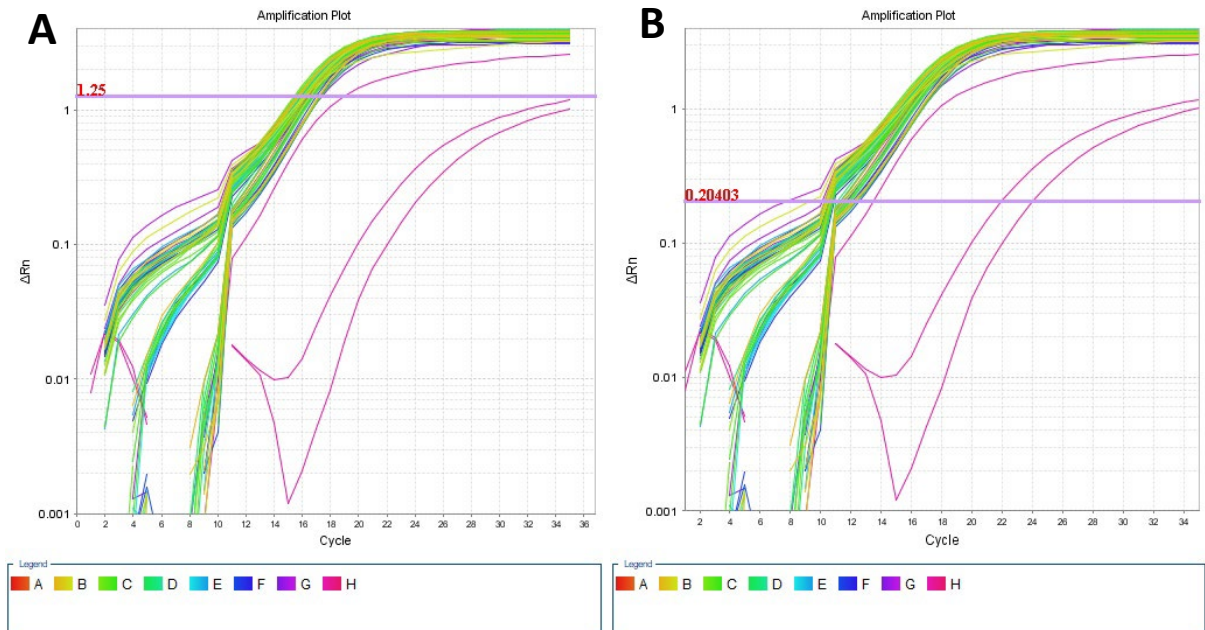 A
Amplification Plot
1.25
1
0.1
0.01
0.001
ΔRn
0 2 4 6 8 10 12 14 16 18 20 22 24 26 28 30 32 34 36
Cycle
Legend
A B C D E F G H
B
Amplification Plot
1
0.20403
0.1
0.01
0.001
ΔRn
2 4 6 8 10 12 14 16 18 20 22 24 26 28 30 32 34
Cycle
Legend
A B C D E F G H